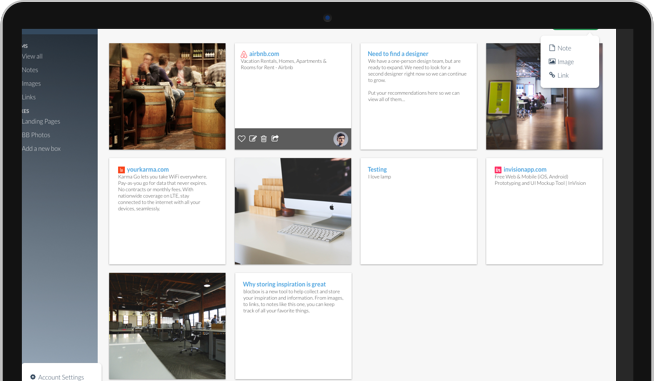 View all
Notes
Images
Links
Landing Pages
BB Photos
Add a new box
Account Settings
airbnb.com
Vacation Rentals, Homes, Apartments &
Rooms for Rent - Airbnb
Need to find a designer
We have a one-person design team, but are
ready to expand. We need to look for a
second designer right now so we can continue
to grow.
Put your recommendations here so we can
view all of them...
Note
Image
Link
yourkarma.com
Karma Go lets you take WiFi everywhere.
Pay-as-you-go for data that never expires.
No contracts or monthly fees. With
nationwide coverage on LTE, stay
connected to the internet with all your
devices, seamlessly.
Testing
I love lamp
invisionapp.com
Free Web & Mobile (iOS, Android)
Prototyping and UI Mockup Tool | InVision
Why storing inspiration is great
is a new tool to help collect and store
your inspiration and information. From images,
to links, to notes like this one, you can keep
track of all your favorite things.